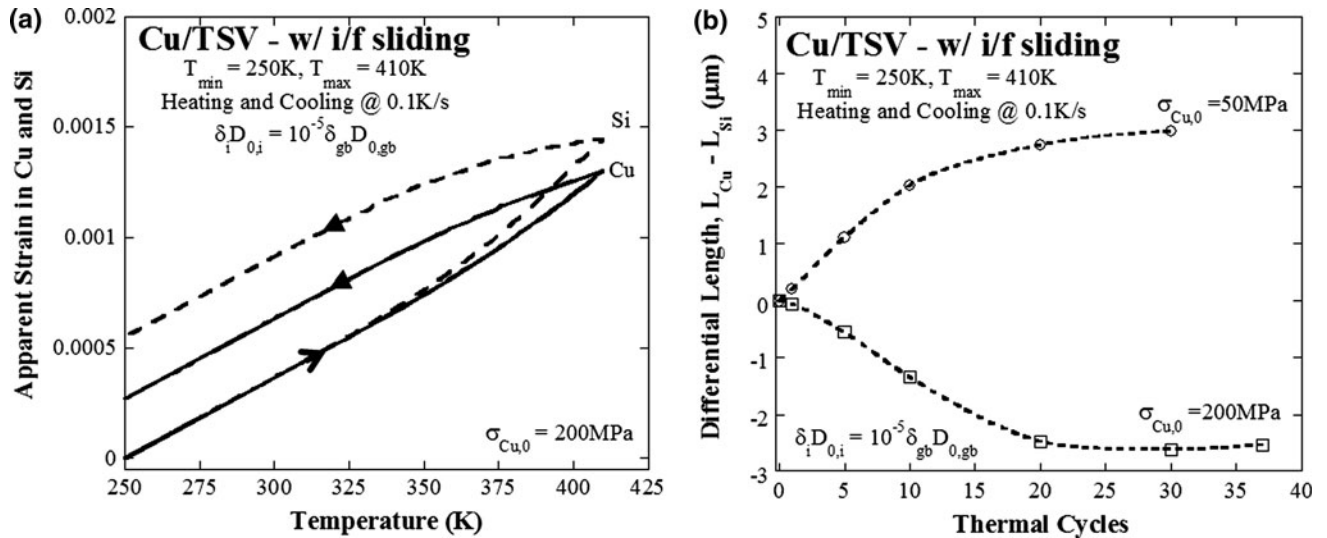 (a)
Apparent Strain in Cu and Si
0.002
0.0015
0.001
0.0005
0
Cu/TSV - w/ i/f sliding
T_min = 250K, T_max = 410K
Heating and Cooling @ 0.1K/s
δ_iD_0,i = 10^-5δ_gbD_0,gb
Si
Cu
σ_Cu,0 = 200MPa
250 275 300 325 350 375 400 425
Temperature (K)
(b)
Differential Length, L_Cu - L_Si (μm)
5
4
3
2
1
0
-1
-2
-3
Cu/TSV - w/ i/f sliding
T_min = 250K, T_max = 410K
Heating and Cooling @ 0.1K/s
σ_Cu,0 =50MPa
σ_Cu,0 =200MPa
δ_iD_0,i = 10^-5δ_gbD_0,gb
0 5 10 15 20 25 30 35 40
Thermal Cycles